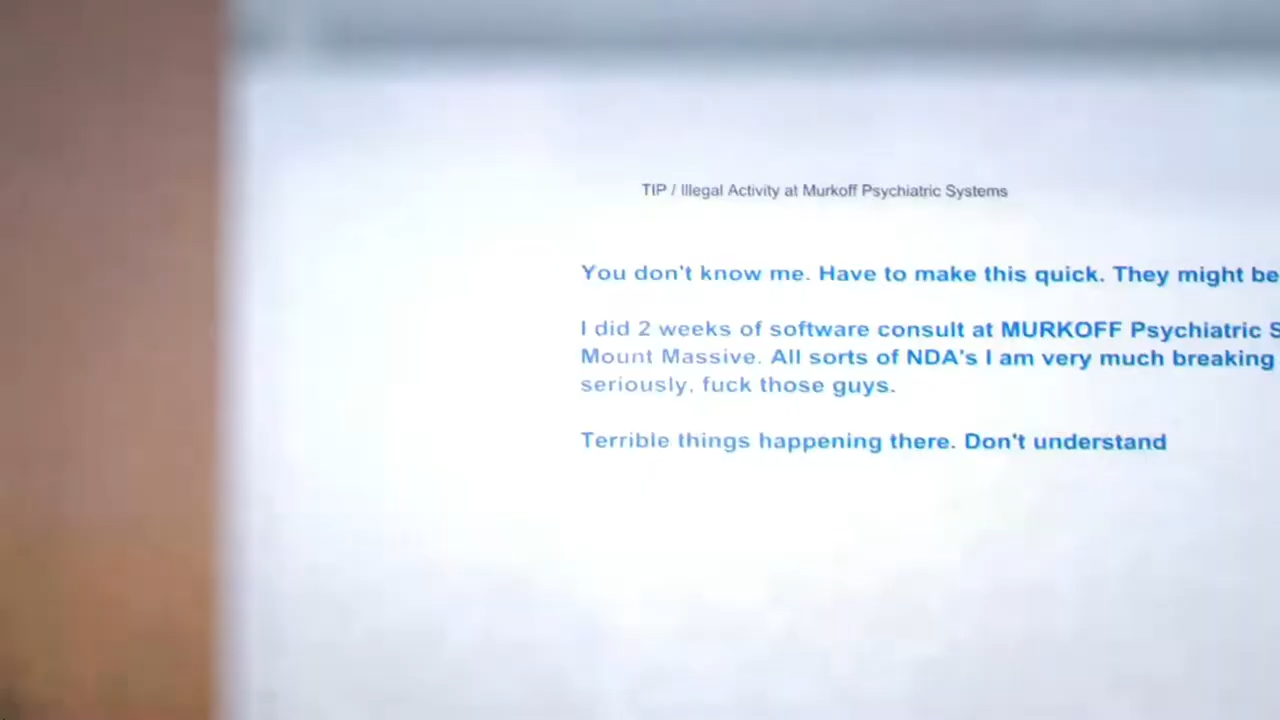 TIP / Illegal Activity at Murkoff Psychiatric Systems
You don't know me. Have to make this quick. They might be
I did 2 weeks of software consult at MURKOFF Psychiatric S
Mount Massive. All sorts of NDA's I am very much breaking
seriously, fuck those guys.
Terrible things happening there. Don't understand